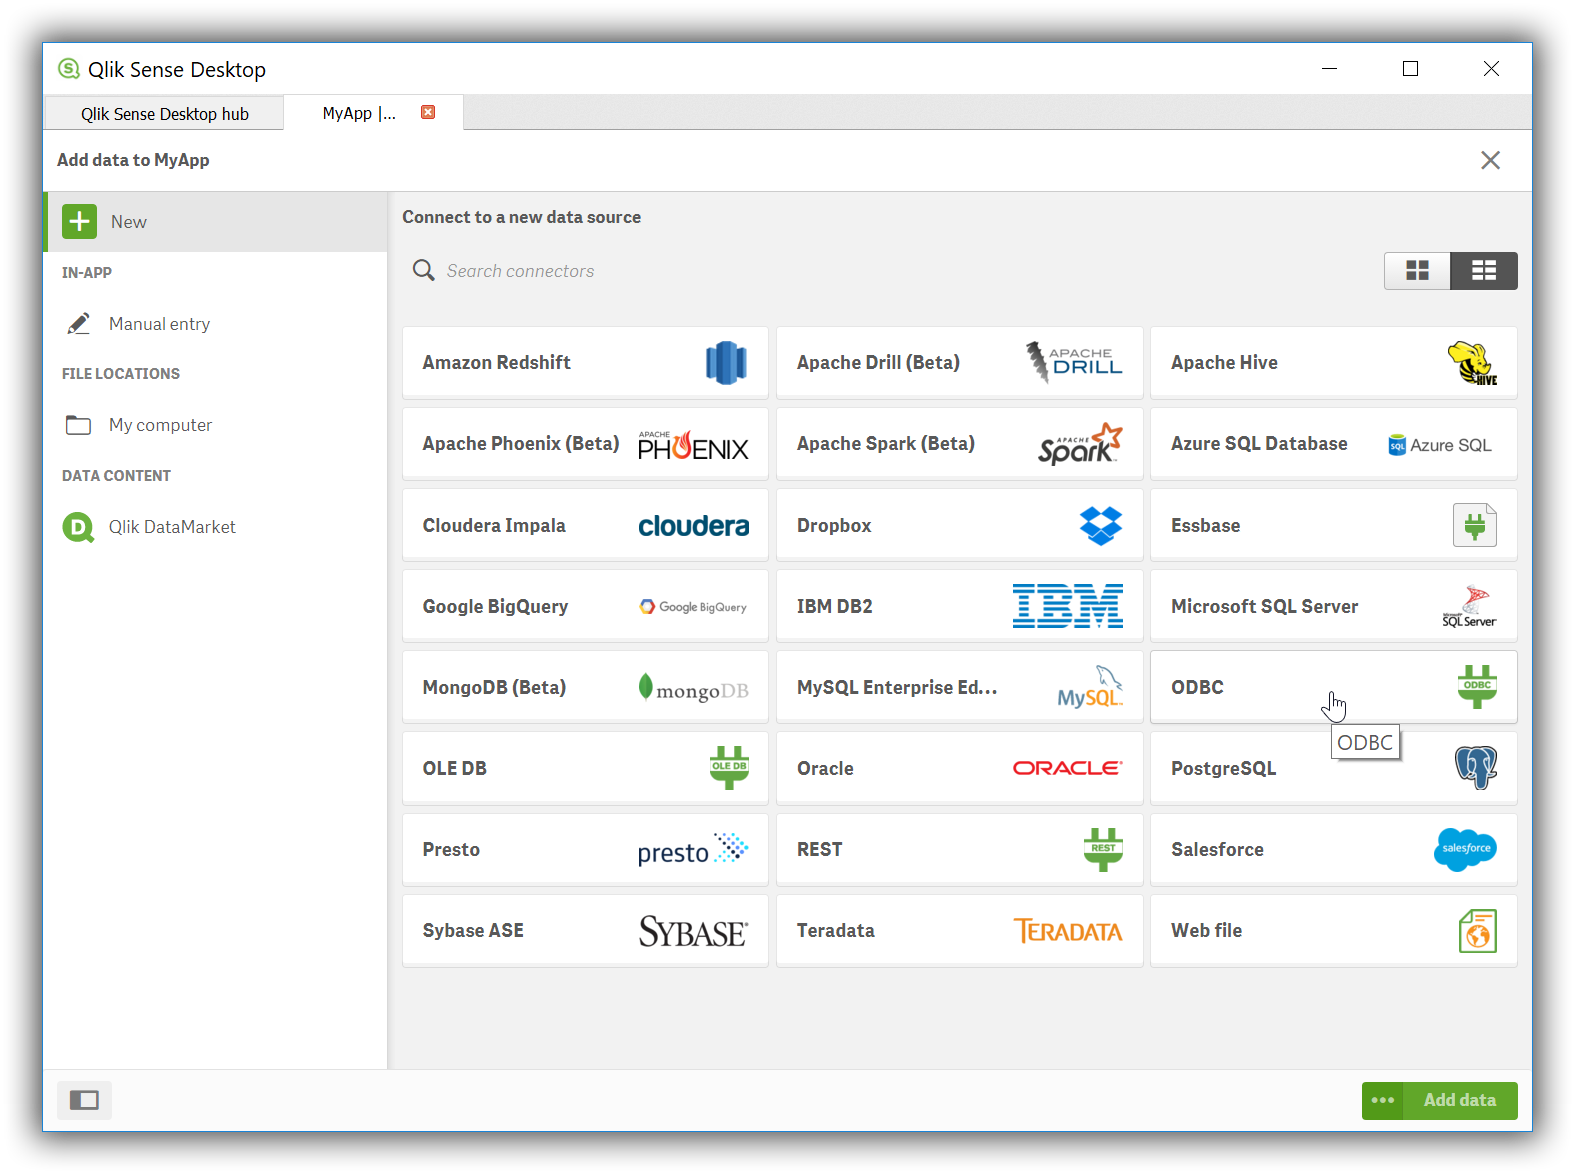 Qlik Sense Desktop
Qlik Sense Desktop hub
MyApp |...
Add data to MyApp
New
IN-APP
Manual entry
FILE LOCATIONS
My computer
DATA CONTENT
D
Qlik DataMarket
Connect to a new data source
Search connectors
Amazon Redshift
Apache Drill (Beta)
APACHE
DRILL
Apache Hive
HIVE
Apache Phoenix (Beta)
APACHE
PHOENIX
Apache Spark (Beta)
APACHE
Spark
Azure SQL Database
SQL
Azure SQL
Cloudera Impala
cloudera
Dropbox
Essbase
Google BigQuery
Google BigQuery
IBM DB2
IBM
Microsoft SQL Server
Microsoft
SQL Server
MongoDB (Beta)
mongoDB
MySQL Enterprise Ed...
MySQL
ODBC
ODBC
ODBC
OLE DB
OLE DB
Oracle
ORACLE
PostgreSQL
Presto
presto
REST
REST
Salesforce
salesforce
Sybase ASE
SYBASE
Teradata
TERADATA
Web file
Add data